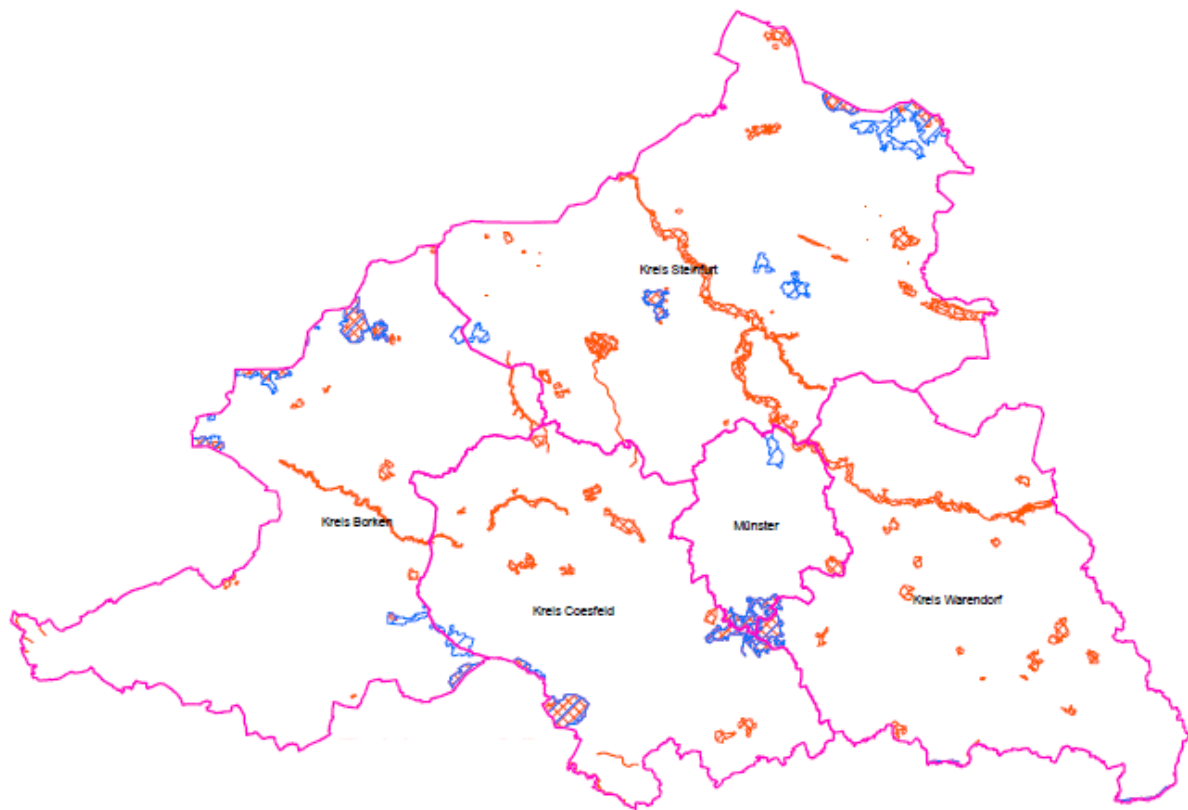 Kreis Steinfurt
Kreis Borken
Münster
Kreis Coesfeld
Kreis Warendorf